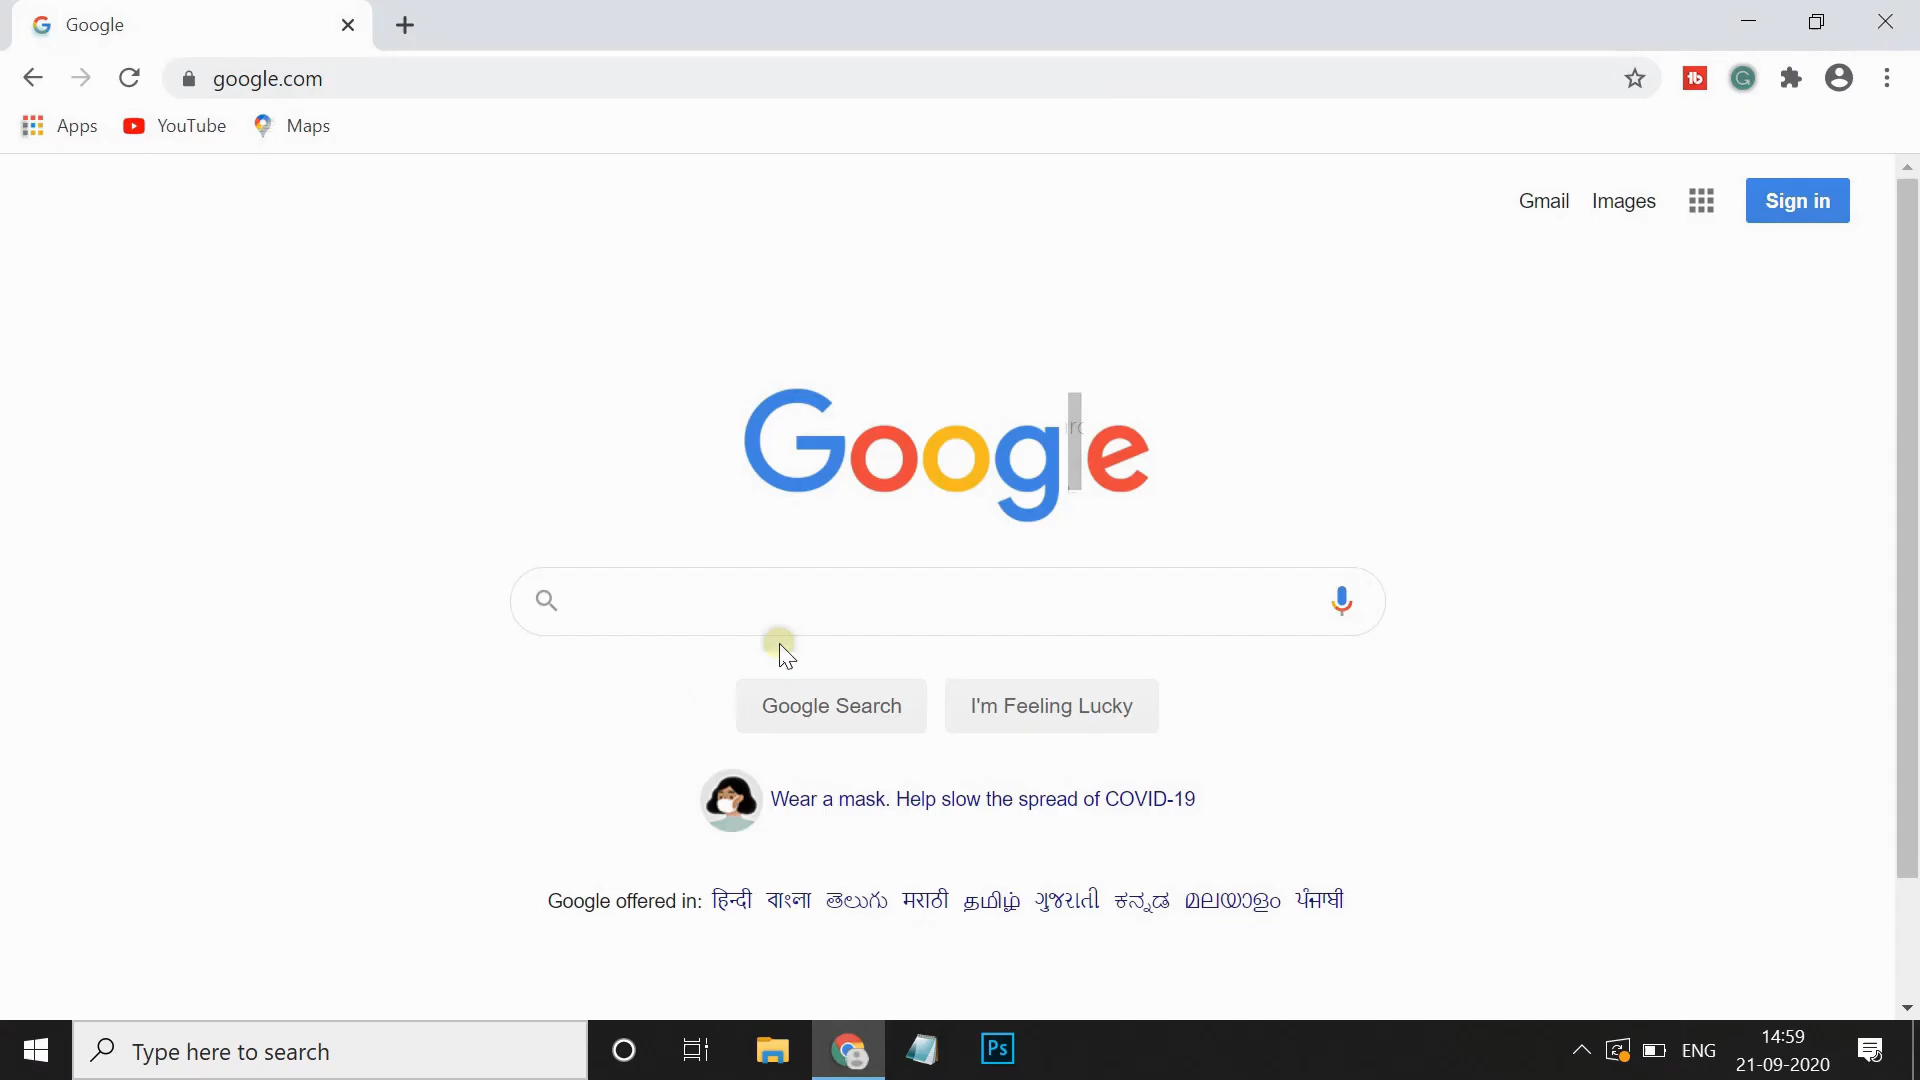 Google
google.com
Apps YouTube Maps
Gmail Images Sign in
Google
Google Search I'm Feeling Lucky
Wear a mask. Help slow the spread of COVID-19
Google offered in: हिन्दी বাংলা తెలుగు मराठी தமிழ் ગુજરાતી ಕನ್ನಡ മലയാളം ਪੰਜਾਬੀ
Type here to search Ps ENG 14:59
21-09-2020